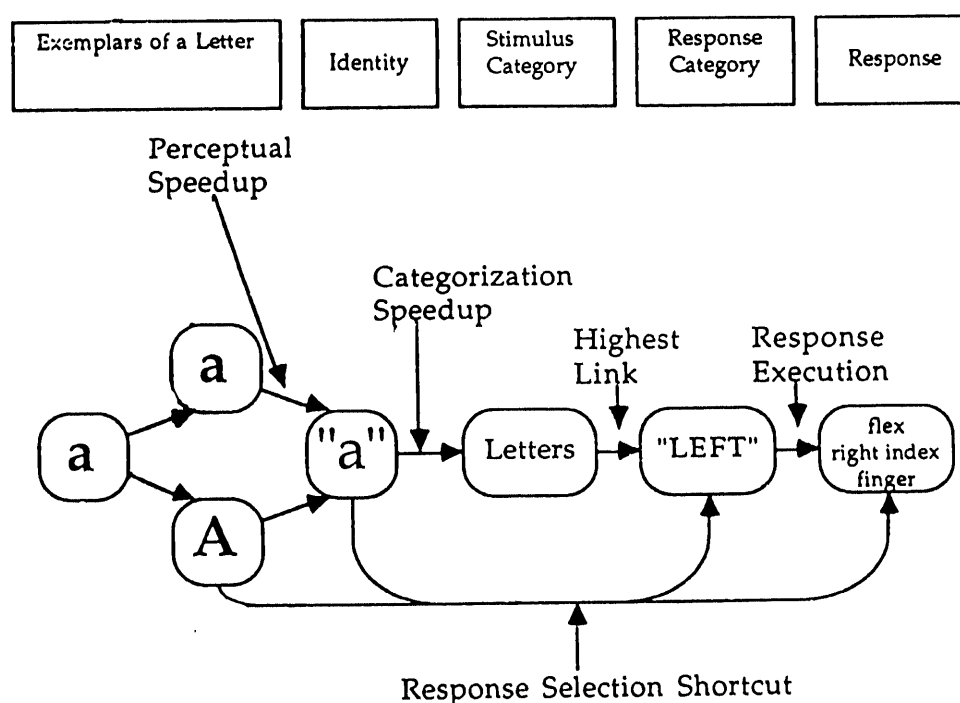 Exemplars of a Letter
Identity
Stimulus
Category
Response
Category
Response
Perceptual
Speedup
Categorization
Speedup
Highest
Link
Response
Execution
a
a
A
"a"
Letters
"LEFT"
flex
right index
finger
Response Selection Shortcut